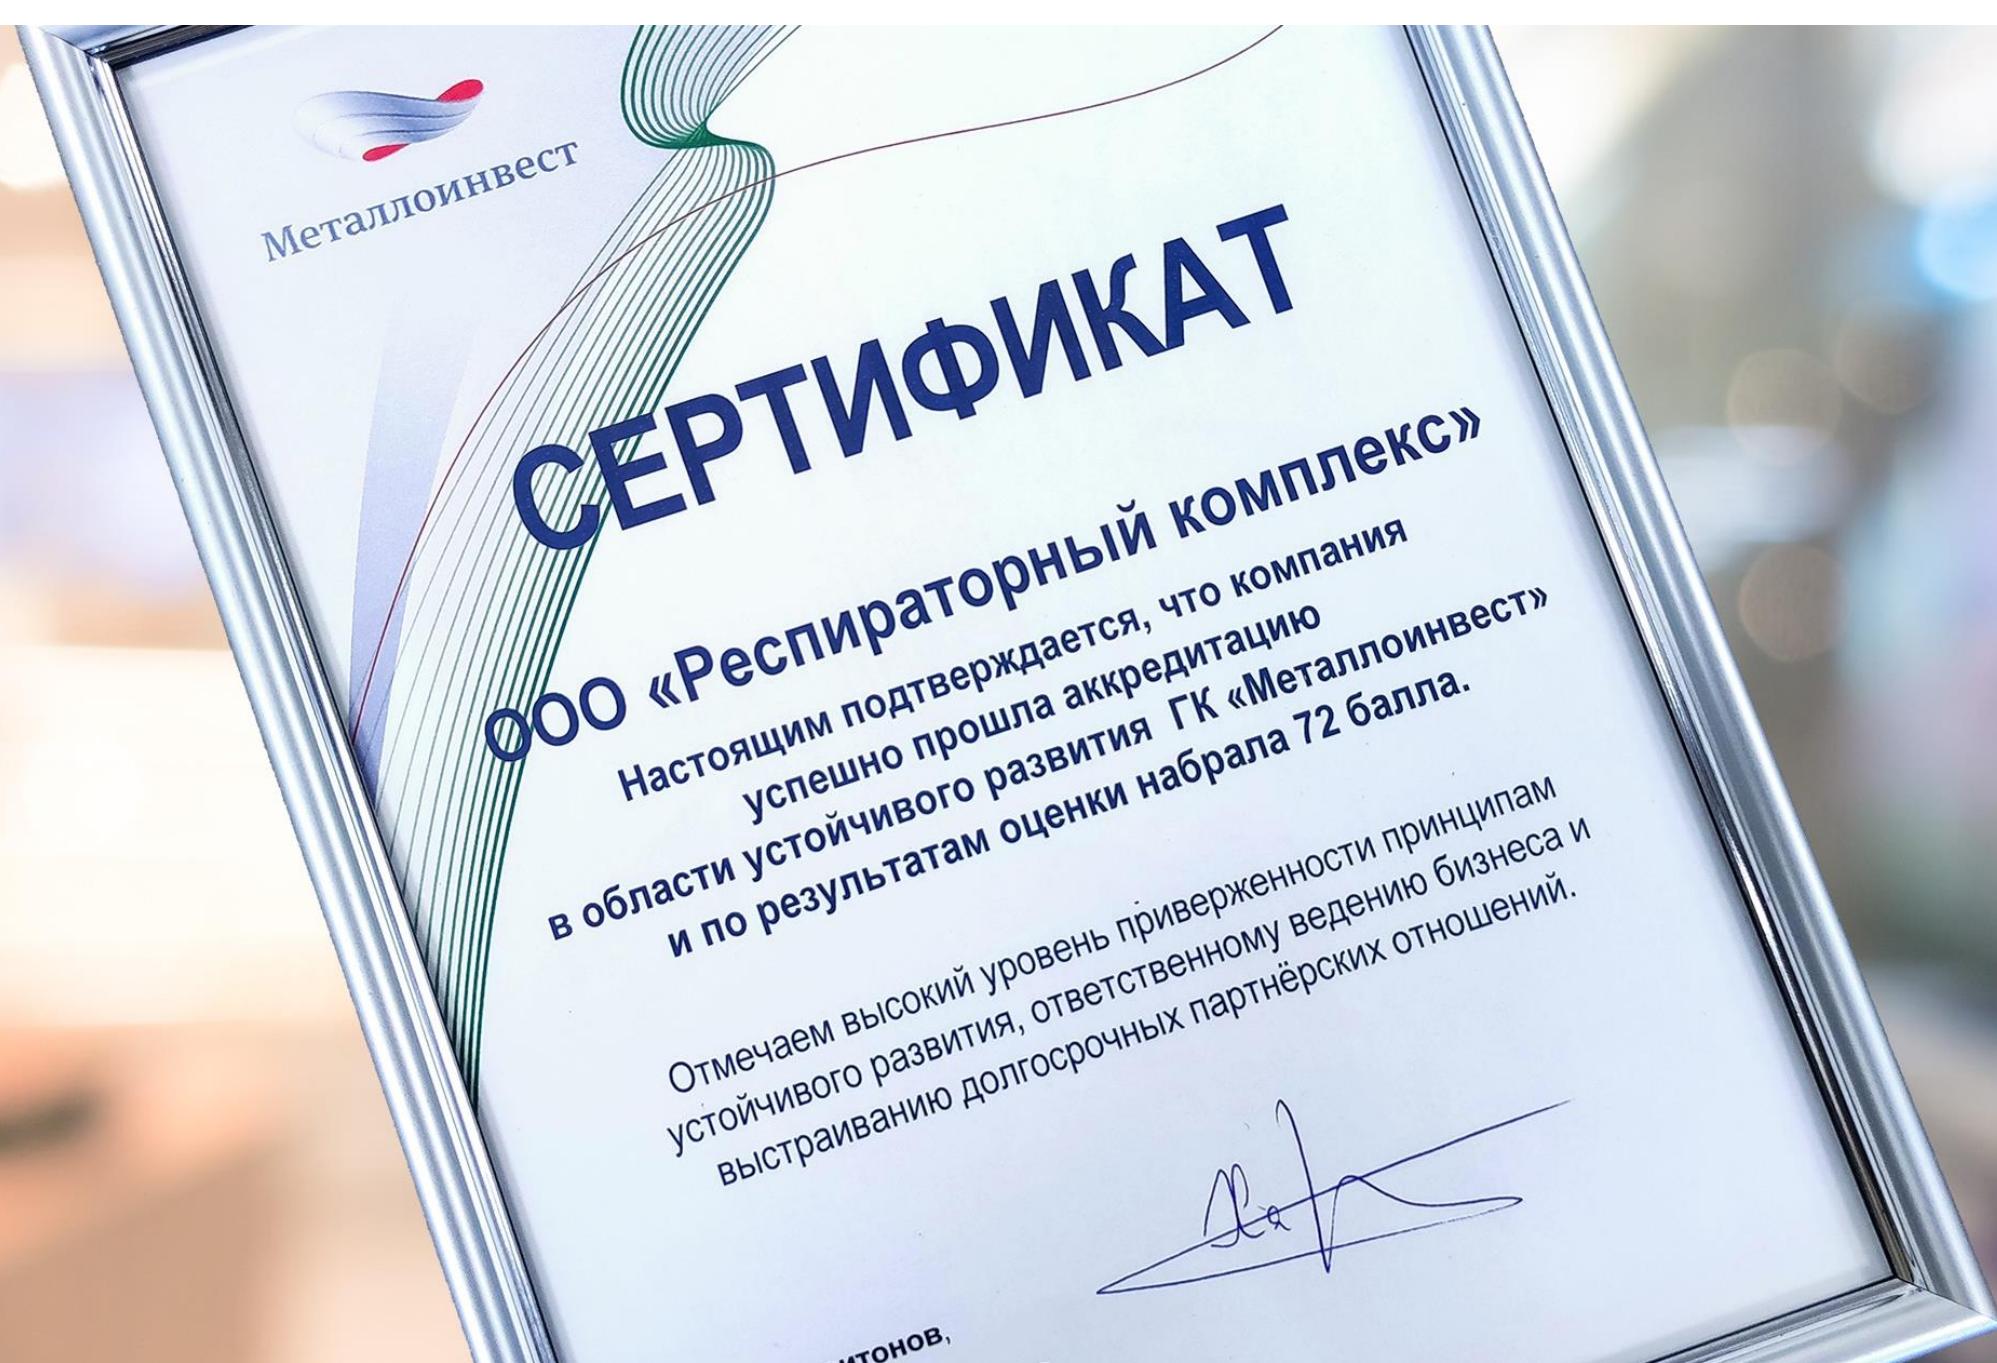 Металлоинвест
СЕРТИФИКАТ
ООО «Респираторный комплекс»
Настоящим подтверждается, что компания
успешно прошла аккредитацию
в области устойчивого развития ГК «Металлоинвест»
и по результатам оценки набрала 72 балла.
Отмечаем высокий уровень приверженности принципам
устойчивого развития, ответственному ведению бизнеса и
выстраиванию долгосрочных партнёрских отношений.